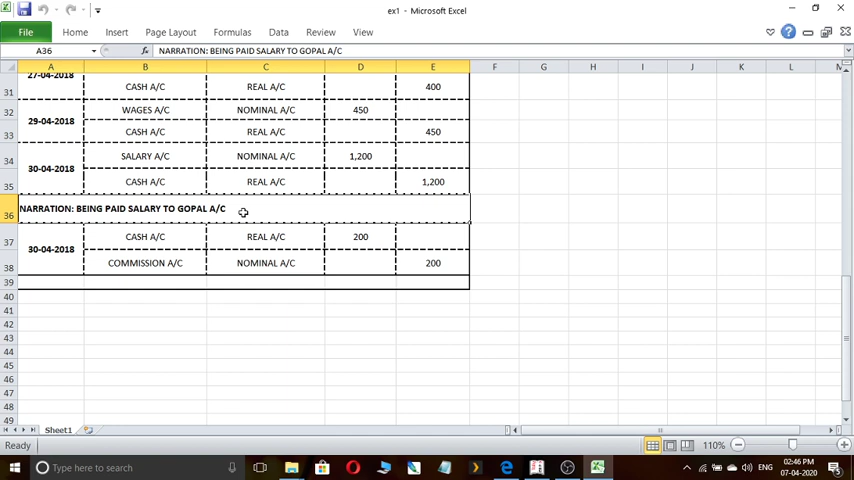 ex1 - Microsoft Excel
File Home Insert Page Layout Formulas Data Review View
A36 fx NARRATION: BEING PAID SALARY TO GOPAL A/C
A B C D E F G H I J K L M
27-04-2018
31 CASH A/C REAL A/C 400
32 WAGES A/C NOMINAL A/C 450
29-04-2018
33 CASH A/C REAL A/C 450
34 SALARY A/C NOMINAL A/C 1,200
30-04-2018
35 CASH A/C REAL A/C 1,200
36 NARRATION: BEING PAID SALARY TO GOPAL A/C
37 CASH A/C REAL A/C 200
30-04-2018
38 COMMISSION A/C NOMINAL A/C 200
39
40
41
42
43
44
45
46
47
48
49
Sheet1
Ready 110%
Type here to search ENG 02:46 PM
07-04-2020 5